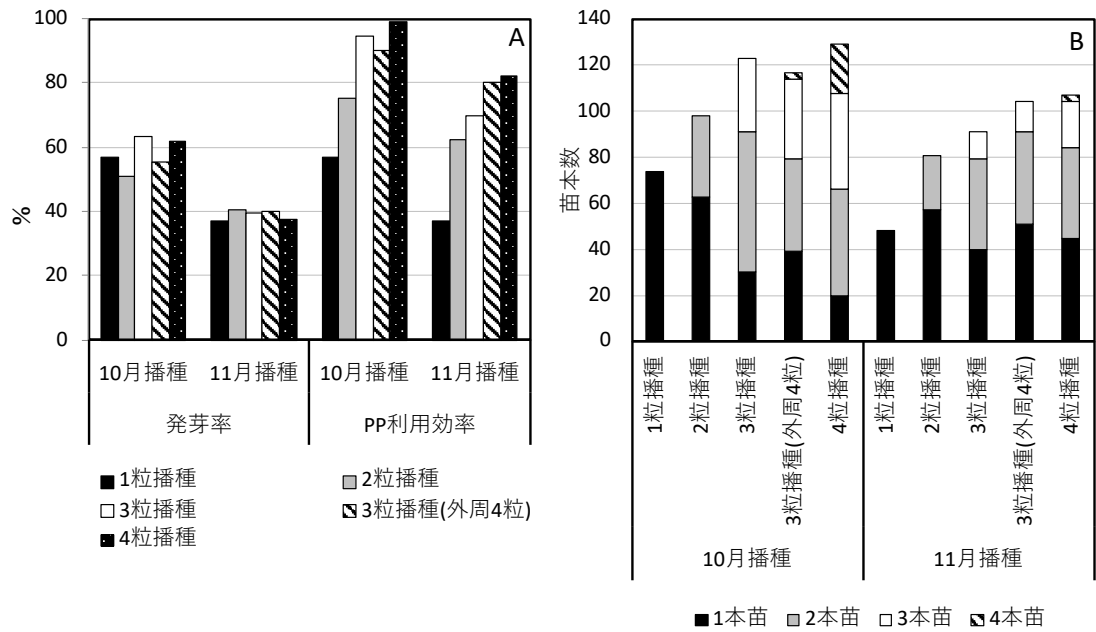 A
100
80
60
40
20
0
%
10月播種 11月播種 10月播種 11月播種
発芽率 PP利用効率
1粒播種 2粒播種
3粒播種 3粒播種(外周4粒)
4粒播種
B
140
120
100
80
60
40
20
0
苗本数
1粒播種
2粒播種
3粒播種
3粒播種(外周4粒)
4粒播種
1粒播種
2粒播種
3粒播種
3粒播種(外周4粒)
4粒播種
10月播種 11月播種
1本苗 2本苗 3本苗 4本苗